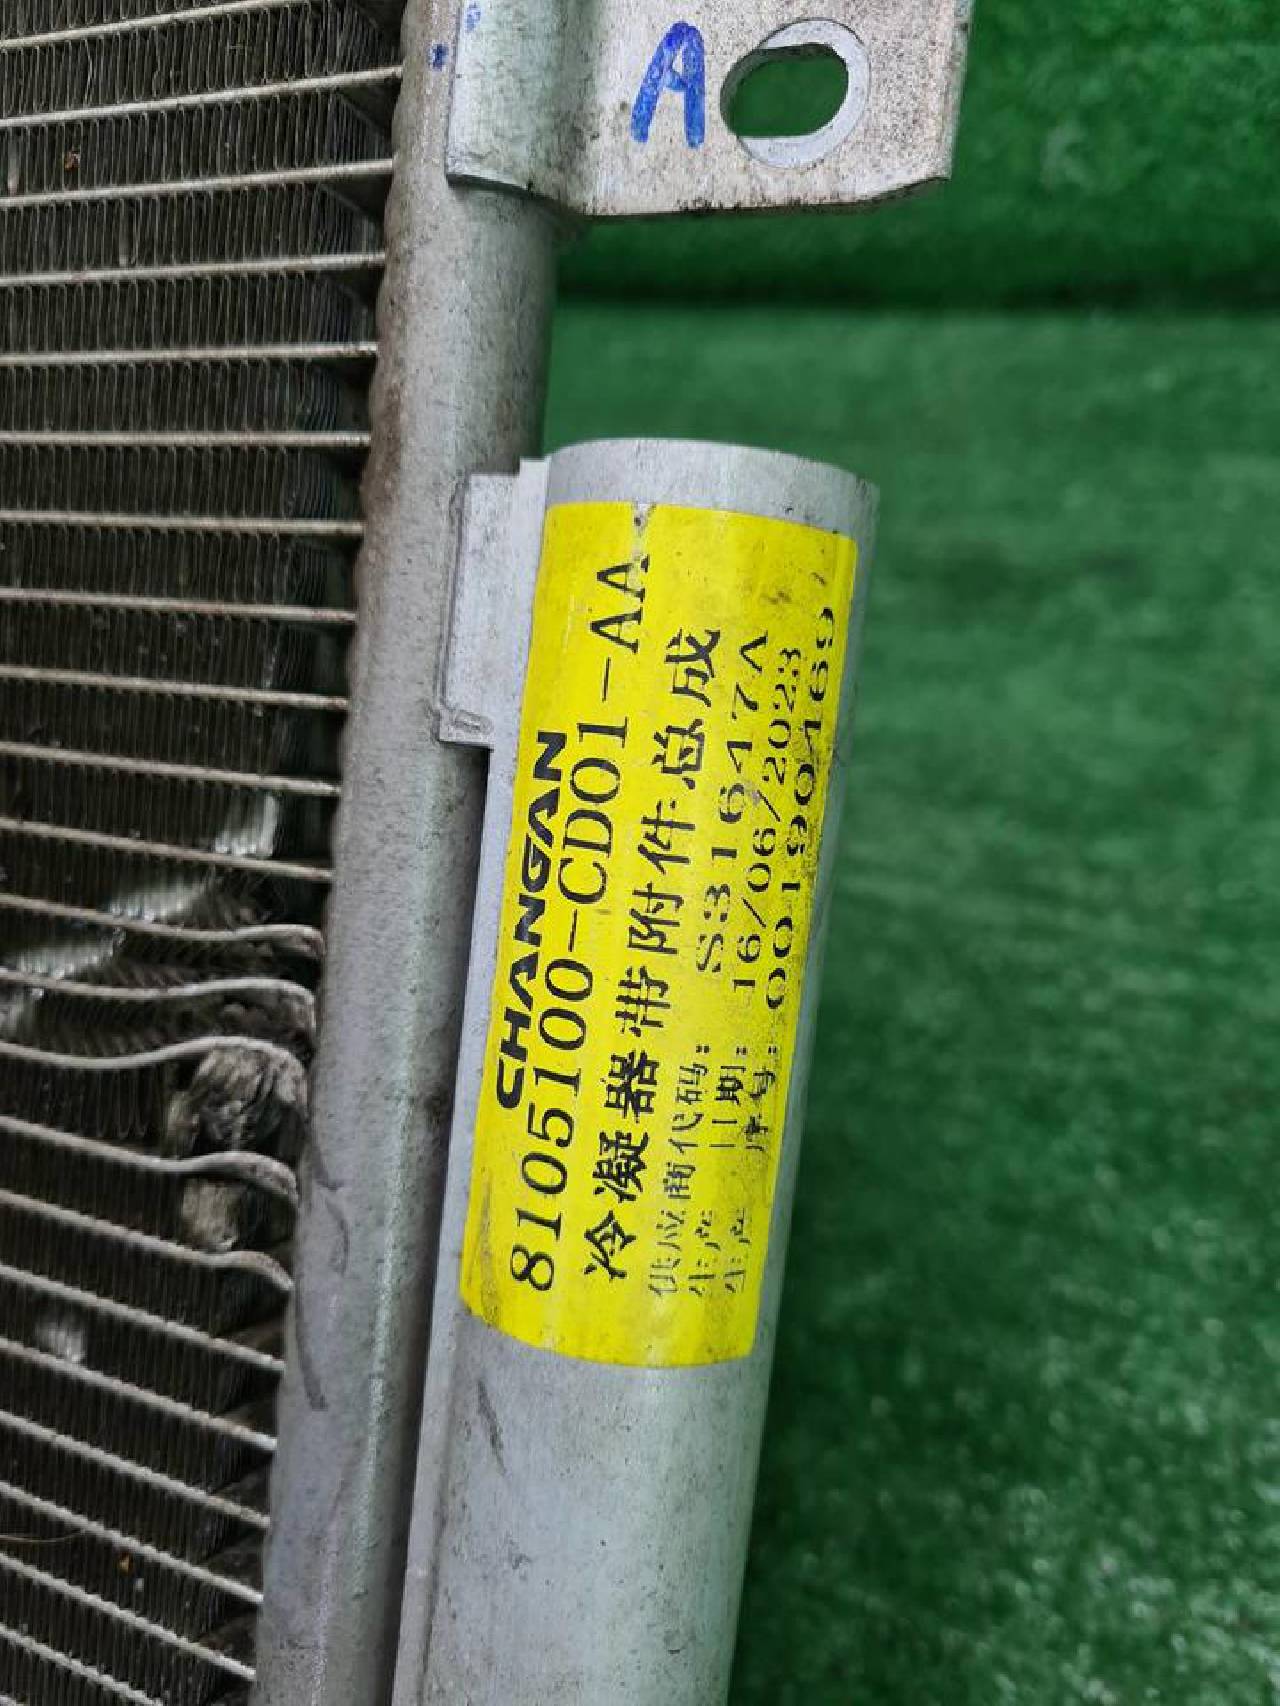 A
CHANGAN
8105100-CD01-AA
冷凝器带附件总成
供应商代码: S31647A
生产日期: 16/06/2023
生产序号: 001904169